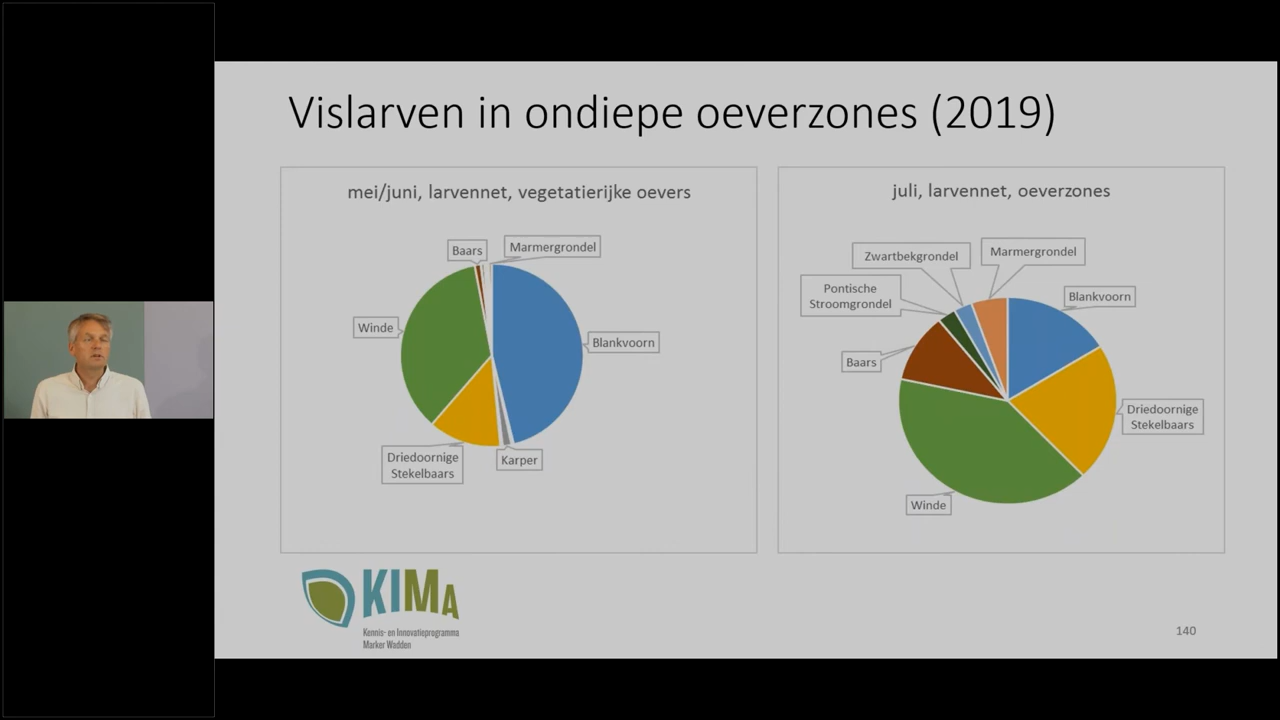 Vislarven in ondiepe oeverzones (2019)
mei/juni, larvennet, vegetatierijke oevers
Baars
Marmergrondel
Winde
Blankvoorn
Driedoornige
Stekelbaars
Karper
juli, larvennet, oeverzones
Zwartbekgrondel
Marmergrondel
Pontische
Stroomgrondel
Blankvoorn
Baars
Driedoornige
Stekelbaars
Winde
KIMA
Kennis- en Innovatieprogramma
Marker Wadden
140